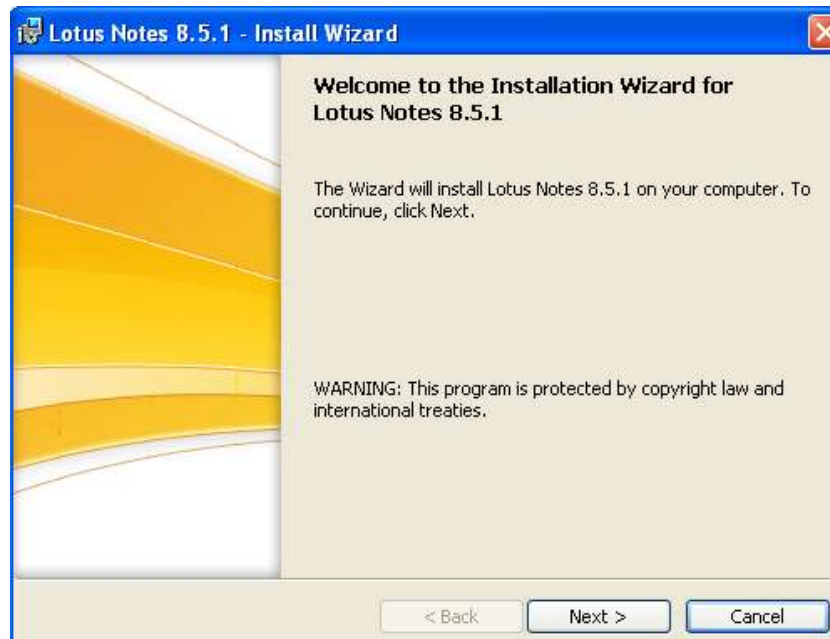 Lotus Notes 8.5.1 - Install Wizard
Welcome to the Installation Wizard for
Lotus Notes 8.5.1
The Wizard will install Lotus Notes 8.5.1 on your computer. To
continue, click Next.
WARNING: This program is protected by copyright law and
international treaties.
< Back
Next >
Cancel